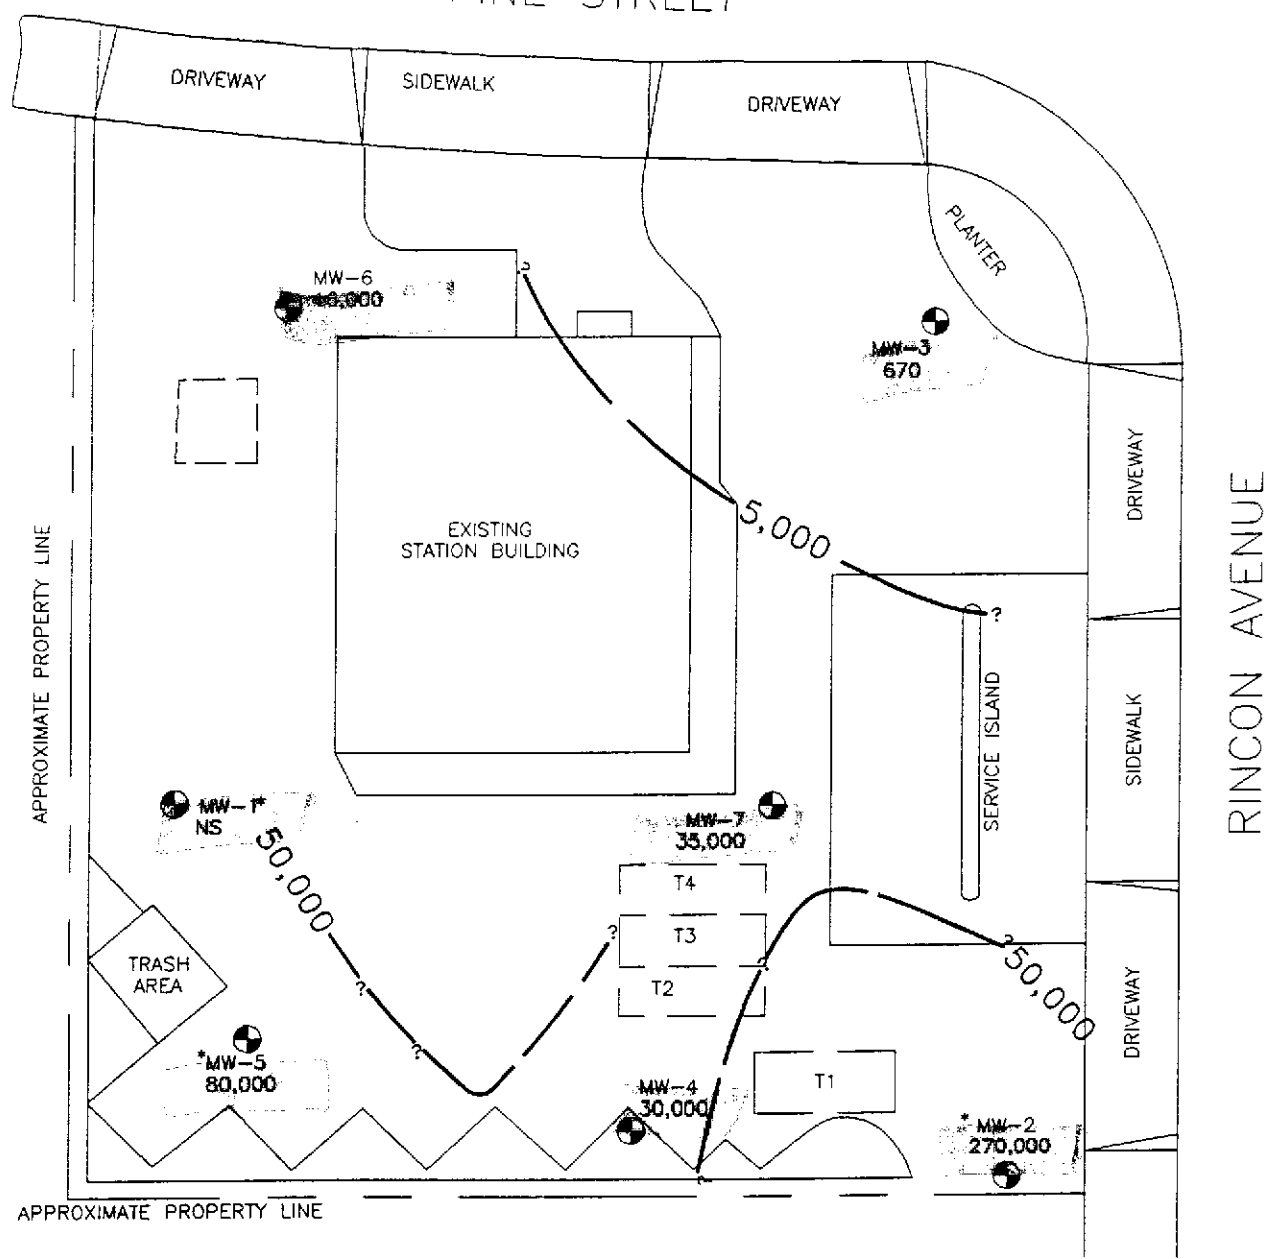 PINE STREET
DRIVEWAY
SIDEWALK
DRIVEWAY
PLANTER
MW-6
?
MW-3
670
DRIVEWAY
EXISTING
STATION BUILDING
5,000
?
APPROXIMATE PROPERTY LINE
RINCON AVENUE
SERVICE ISLAND
SIDEWALK
MW-1*
NS
MW-7
35,000
50,000
T4
?
T3
?
TRASH
AREA
?
T2
?
50,000
DRIVEWAY
?
*MW-5
80,000
T1
MW-4
30,000
* MW-2
270,000
?
APPROXIMATE PROPERTY LINE